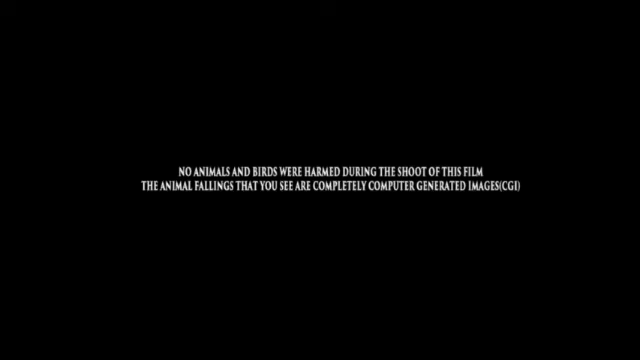 NO ANIMALS AND BIRDS WERE HARMED DURING THE SHOOT OF THIS FILM
THE ANIMAL FALLINGS THAT YOU SEE ARE COMPLETELY COMPUTER GENERATED IMAGES(CGI)